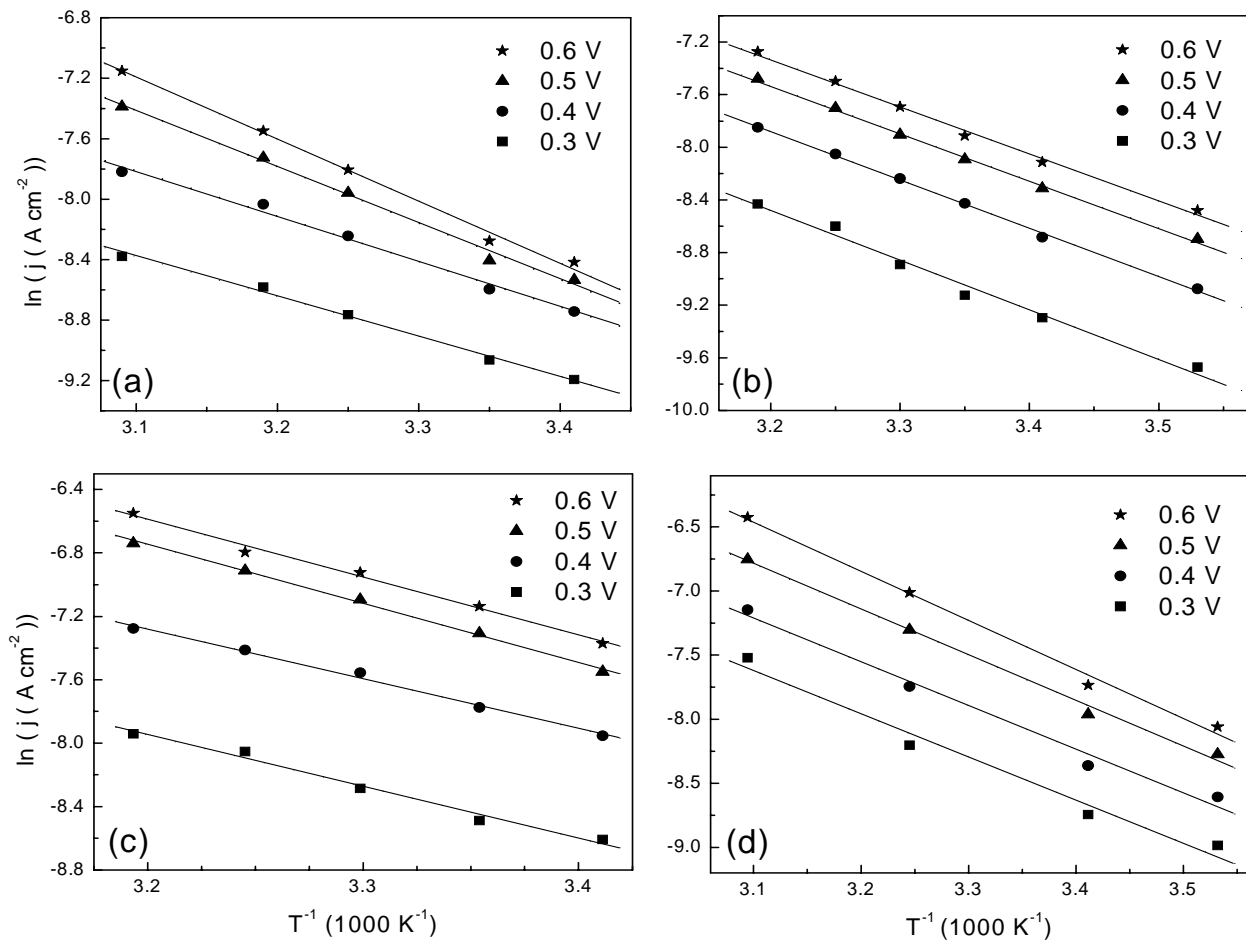 -6.8
-7.2
-7.6
-8.0
-8.4
-8.8
-9.2
ln ( j ( A cm⁻² ))
0.6 V
0.5 V
0.4 V
0.3 V
(a)
3.1 3.2 3.3 3.4
-7.2
-7.6
-8.0
-8.4
-8.8
-9.2
-9.6
-10.0
0.6 V
0.5 V
0.4 V
0.3 V
(b)
3.2 3.3 3.4 3.5
-6.4
-6.8
-7.2
-7.6
-8.0
-8.4
-8.8
ln ( j ( A cm⁻² ))
0.6 V
0.5 V
0.4 V
0.3 V
(c)
3.2 3.3 3.4
T⁻¹ (1000 K⁻¹)
-6.5
-7.0
-7.5
-8.0
-8.5
-9.0
0.6 V
0.5 V
0.4 V
0.3 V
(d)
3.1 3.2 3.3 3.4 3.5
T⁻¹ (1000 K⁻¹)